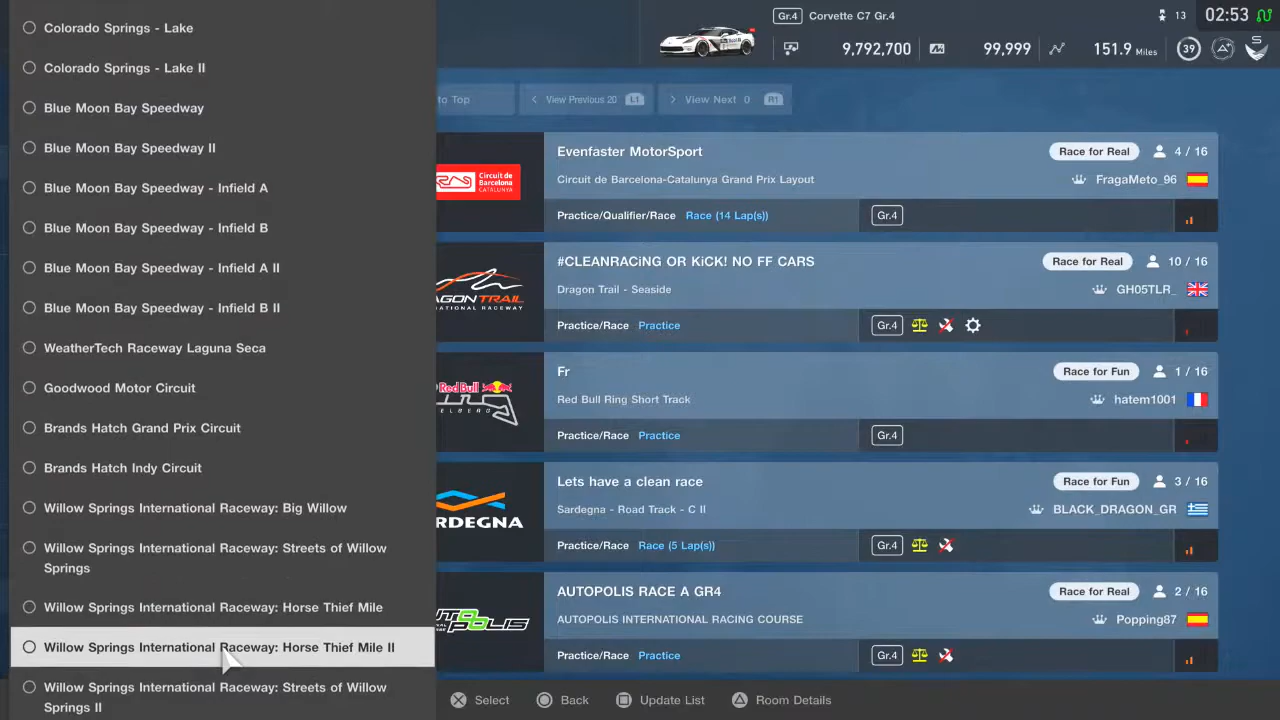 Colorado Springs - Lake
Colorado Springs - Lake II
Blue Moon Bay Speedway
Blue Moon Bay Speedway II
Blue Moon Bay Speedway - Infield A
Blue Moon Bay Speedway - Infield B
Blue Moon Bay Speedway - Infield A II
Blue Moon Bay Speedway - Infield B II
WeatherTech Raceway Laguna Seca
Goodwood Motor Circuit
Brands Hatch Grand Prix Circuit
Brands Hatch Indy Circuit
Willow Springs International Raceway: Big Willow
Willow Springs International Raceway: Streets of Willow
Springs
Willow Springs International Raceway: Horse Thief Mile
Willow Springs International Raceway: Horse Thief Mile II
Willow Springs International Raceway: Streets of Willow
Springs II
Gr.4 Corvette C7 Gr.4
13 02:53
9,792,700 99,999 151.9 Miles 39 A+ S
to Top View Previous 20 L1 View Next 0 R1
Circuit de
Barcelona
CATALUNYA
Evenfaster MotorSport Race for Real 4 / 16
Circuit de Barcelona-Catalunya Grand Prix Layout FragaMeto_96
Practice/Qualifier/Race Race (14 Lap(s)) Gr.4
AGON TRAIL
NATIONAL RACEWAY
#CLEANRACiNG OR KiCK! NO FF CARS Race for Real 10 / 16
Dragon Trail - Seaside GH05TLR_
Practice/Race Practice Gr.4
Red Bull
ELBERG
Fr Race for Fun 1 / 16
Red Bull Ring Short Track hatem1001
Practice/Race Practice Gr.4
RDEGNA
Lets have a clean race Race for Fun 3 / 16
Sardegna - Road Track - C II BLACK_DRAGON_GR
Practice/Race Race (5 Lap(s)) Gr.4
UTOPOLIS
AUTOPOLIS RACE A GR4 Race for Real 2 / 16
AUTOPOLIS INTERNATIONAL RACING COURSE Popping87
Practice/Race Practice Gr.4
Select Back Update List Room Details